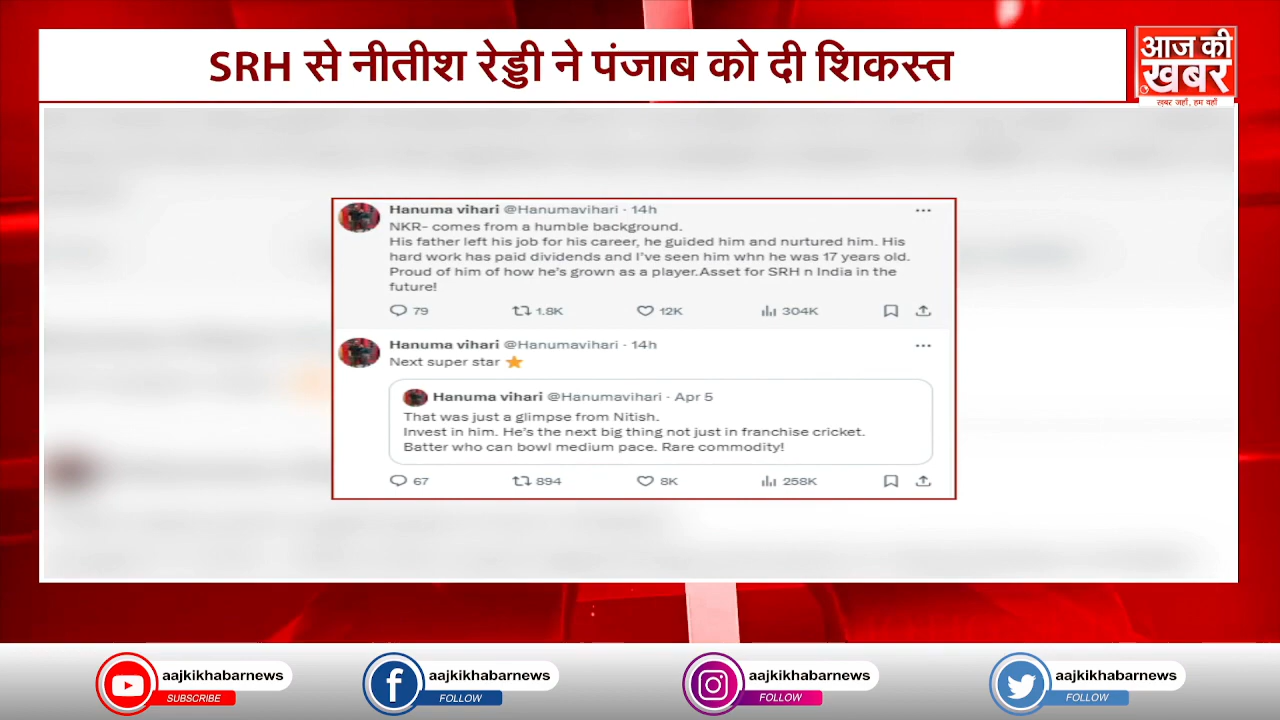 SRH से नीतीश रेड्डी ने पंजाब को दी शिकस्त
आज की
खबर
खबर जहाँ, हम वहाँ
Hanuma vihari @Hanumavihari · 14h
NKR- comes from a humble background.
His father left his job for his career, he guided him and nurtured him. His
hard work has paid dividends and I've seen him whn he was 17 years old.
Proud of him of how he's grown as a player.Asset for SRH n India in the
future!
79 1.8K 12K 304K
Hanuma vihari @Hanumavihari · 14h
Next super star ⭐
Hanuma vihari @Hanumavihari · Apr 5
That was just a glimpse from Nitish.
Invest in him. He's the next big thing not just in franchise cricket.
Batter who can bowl medium pace. Rare commodity!
67 894 8K 258K
aajkikhabarnews aajkikhabarnews aajkikhabarnews aajkikhabarnews
SUBSCRIBE FOLLOW FOLLOW FOLLOW